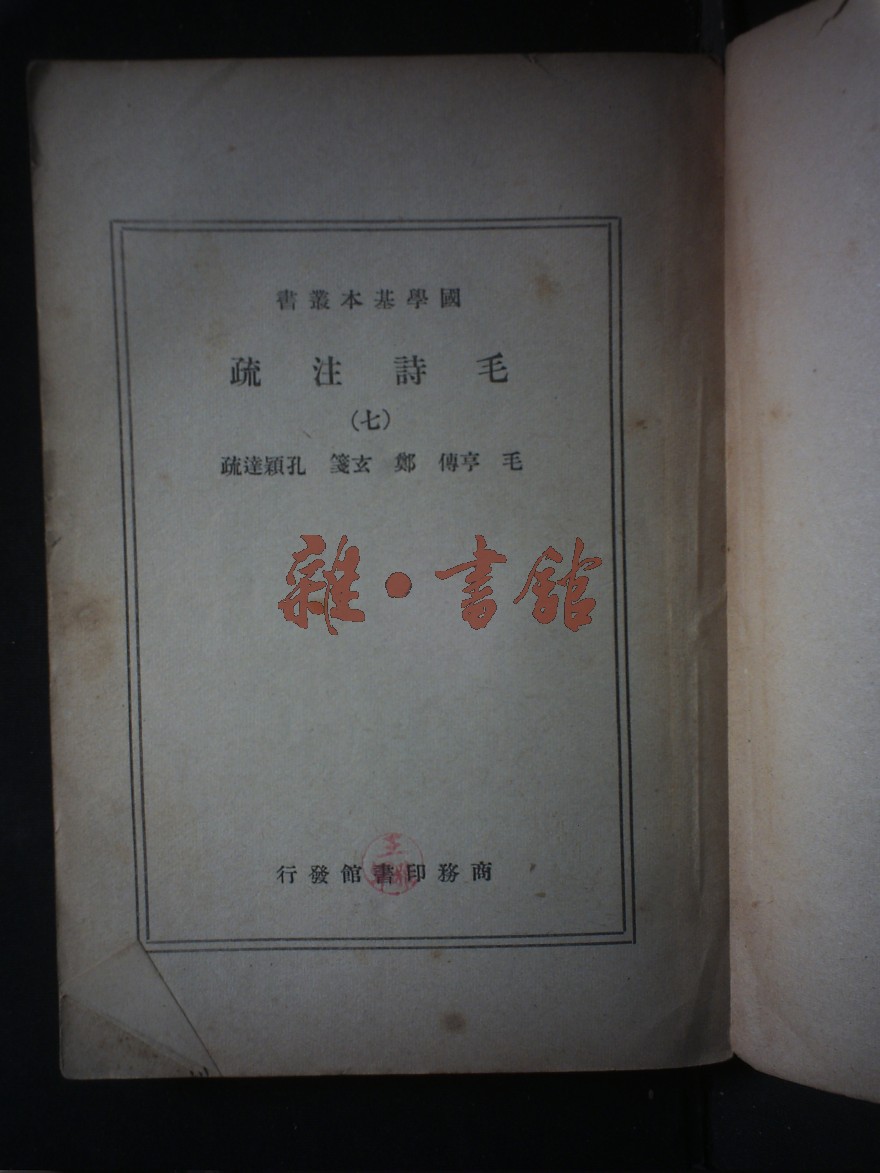 國學基本叢書
毛詩注疏
(七)
毛亨傳 鄭玄箋 孔穎達疏
雜·書館
商務印書館發行